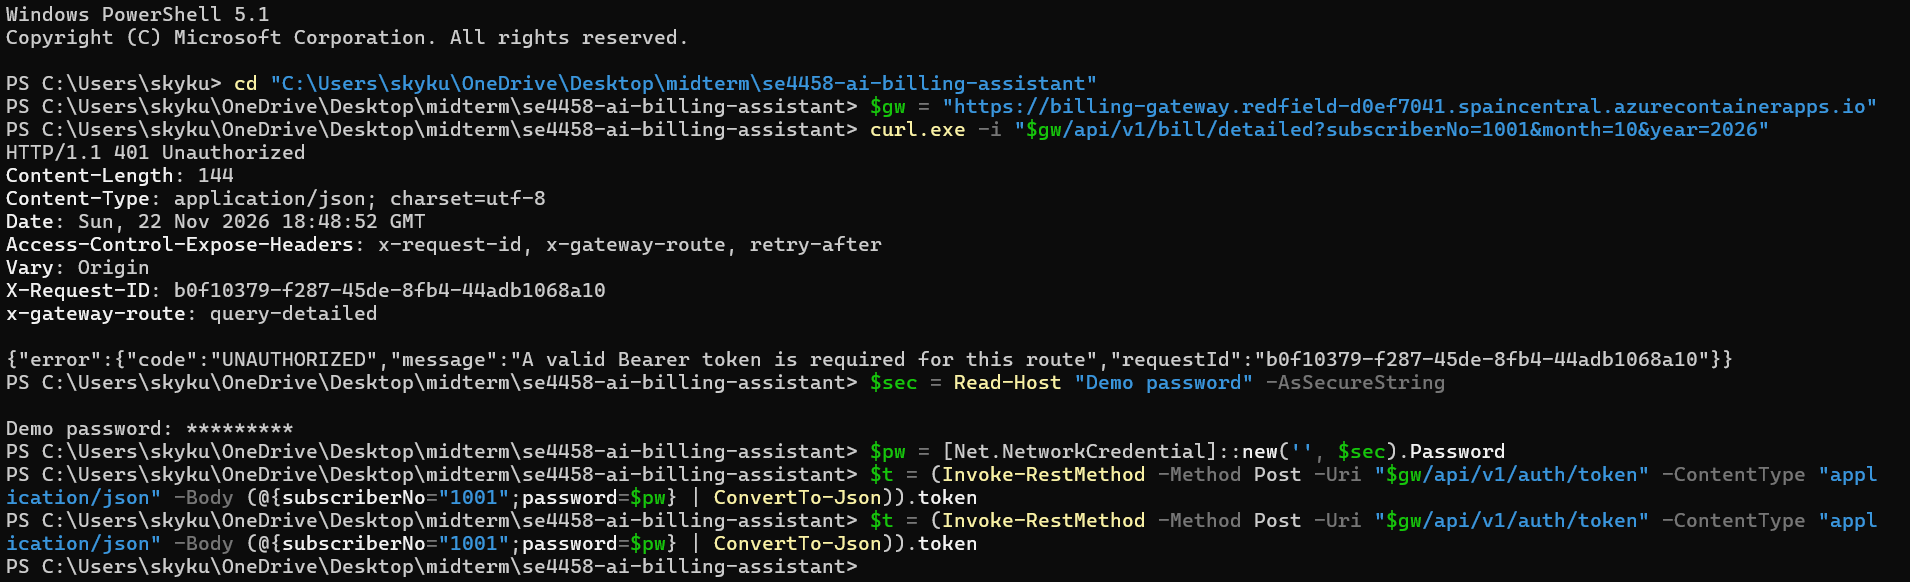 Windows PowerShell 5.1
Copyright (C) Microsoft Corporation. All rights reserved.
PS C:\Users\skyku> cd "C:\Users\skyku\OneDrive\Desktop\midterm\se4458-ai-billing-assistant"
PS C:\Users\skyku\OneDrive\Desktop\midterm\se4458-ai-billing-assistant> $gw = "https://billing-gateway.redfield-d0ef7041.spaincentral.azurecontainerapps.io"
PS C:\Users\skyku\OneDrive\Desktop\midterm\se4458-ai-billing-assistant> curl.exe -i "$gw/api/v1/bill/detailed?subscriberNo=1001&month=10&year=2026"
HTTP/1.1 401 Unauthorized
Content-Length: 144
Content-Type: application/json; charset=utf-8
Date: Sun, 22 Nov 2026 18:48:52 GMT
Access-Control-Expose-Headers: x-request-id, x-gateway-route, retry-after
Vary: Origin
X-Request-ID: b0f10379-f287-45de-8fb4-44adb1068a10
x-gateway-route: query-detailed
{"error":{"code":"UNAUTHORIZED","message":"A valid Bearer token is required for this route","requestId":"b0f10379-f287-45de-8fb4-44adb1068a10"}}
PS C:\Users\skyku\OneDrive\Desktop\midterm\se4458-ai-billing-assistant> $sec = Read-Host "Demo password" -AsSecureString
Demo password: *********
PS C:\Users\skyku\OneDrive\Desktop\midterm\se4458-ai-billing-assistant> $pw = [Net.NetworkCredential]::new('', $sec).Password
PS C:\Users\skyku\OneDrive\Desktop\midterm\se4458-ai-billing-assistant> $t = (Invoke-RestMethod -Method Post -Uri "$gw/api/v1/auth/token" -ContentType "appl
ication/json" -Body (@{subscriberNo="1001";password=$pw} | ConvertTo-Json)).token
PS C:\Users\skyku\OneDrive\Desktop\midterm\se4458-ai-billing-assistant> $t = (Invoke-RestMethod -Method Post -Uri "$gw/api/v1/auth/token" -ContentType "appl
ication/json" -Body (@{subscriberNo="1001";password=$pw} | ConvertTo-Json)).token
PS C:\Users\skyku\OneDrive\Desktop\midterm\se4458-ai-billing-assistant>